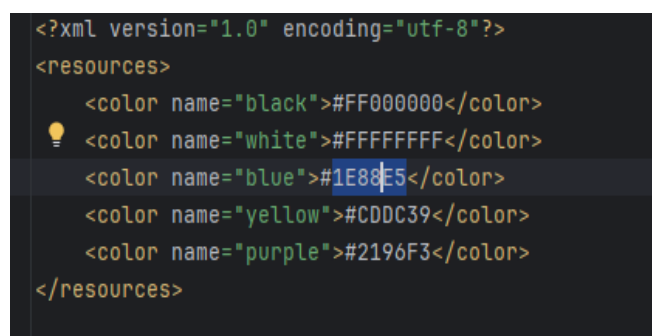 <?xml version="1.0" encoding="utf-8"?>
<resources>
    <color name="black">#FF000000</color>
    <color name="white">#FFFFFFFF</color>
    <color name="blue">#1E88E5</color>
    <color name="yellow">#CDDC39</color>
    <color name="purple">#2196F3</color>
</resources>